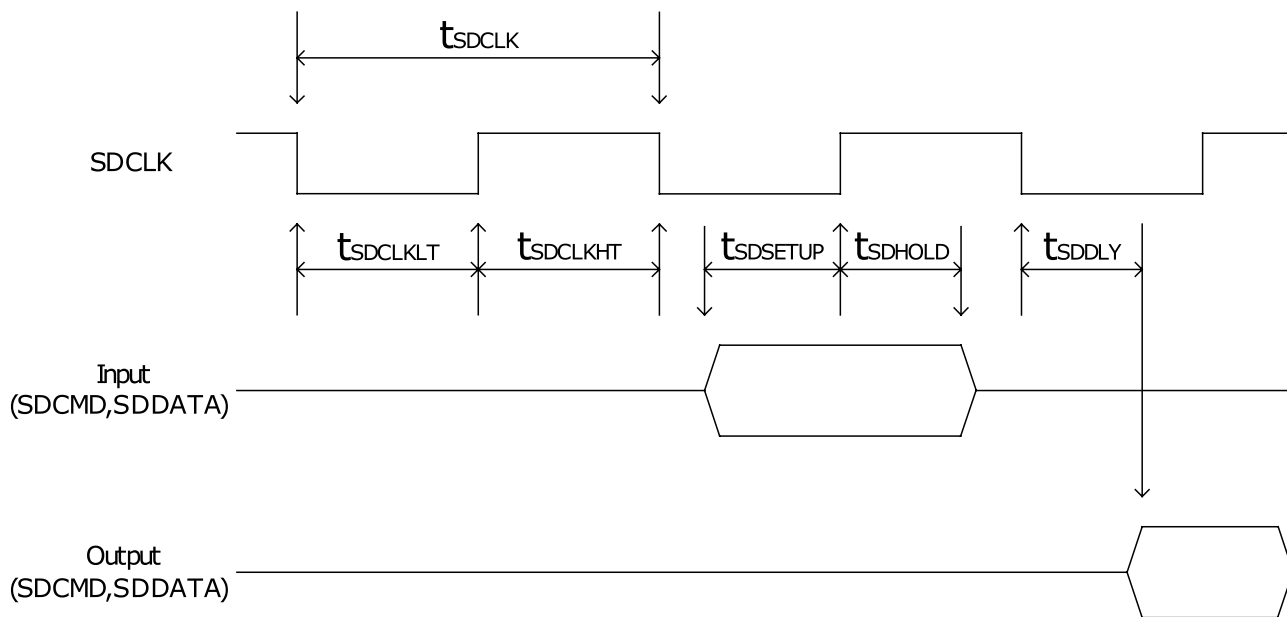 tSDCLK
SDCLK
tSDCLKLT
tSDCLKHT
tSDSETUP
tSDHOLD
tSDDLY
Input
(SDCMD,SDDATA)
Output
(SDCMD,SDDATA)